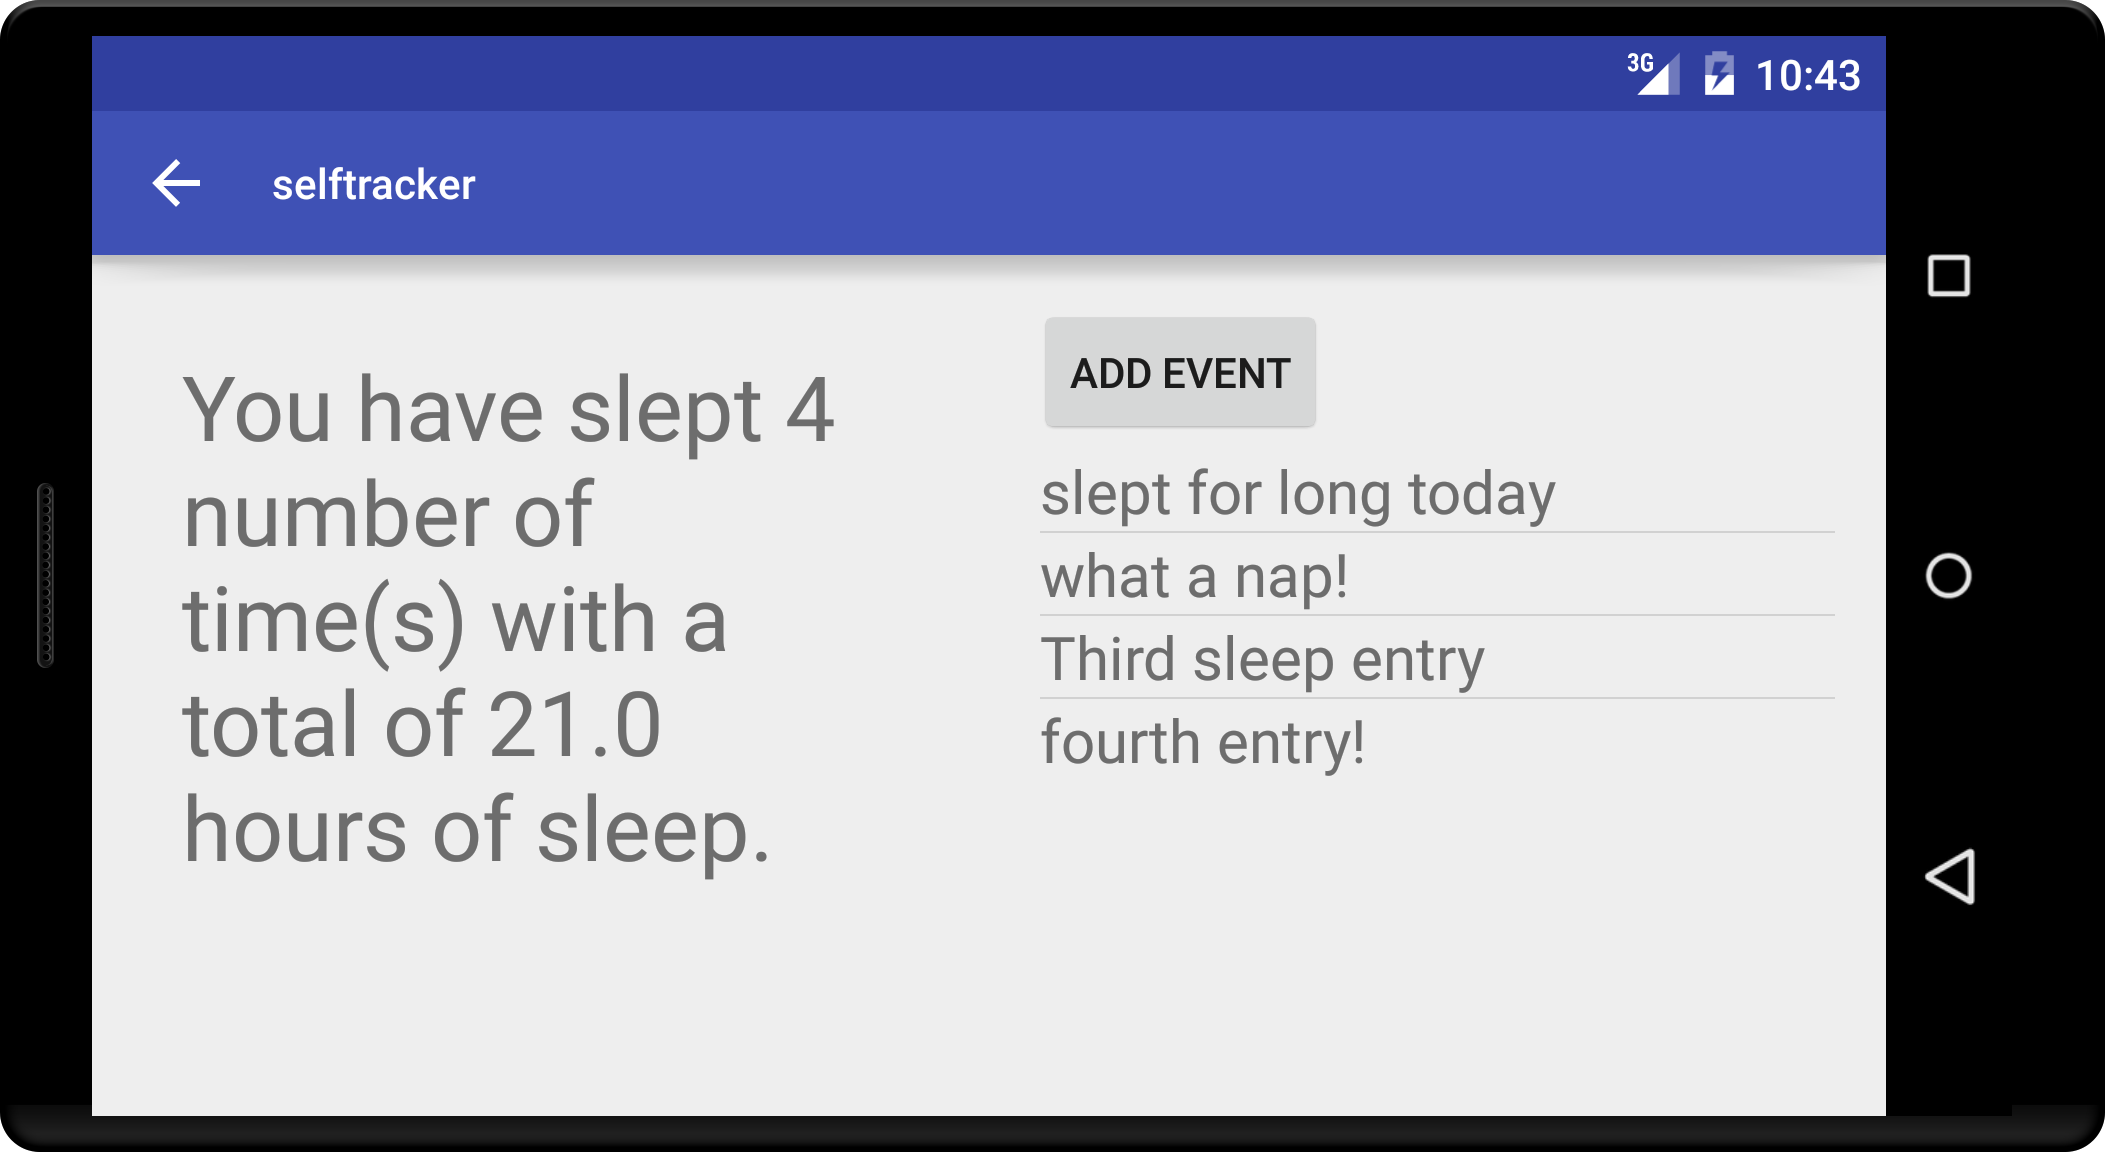 3G 10:43
selftracker
You have slept 4
number of
time(s) with a
total of 21.0
hours of sleep.
ADD EVENT
slept for long today
what a nap!
Third sleep entry
fourth entry!